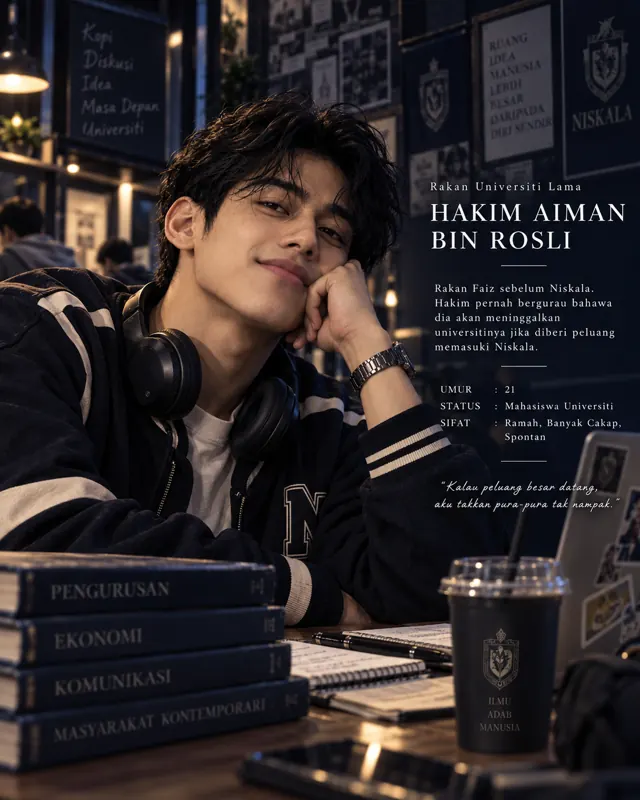 Kopi
Diskusi
Idea
Masa Depan
Universiti
RUANG
IDEA
MANUSIA
LEBIH
BESAR
DARIPADA
DIRI SENDIRI
NISKALA
Rakan Universiti Lama
HAKIM AIMAN
BIN ROSLI
Rakan Faiz sebelum Niskala.
Hakim pernah bergurau bahawa
dia akan meninggalkan
universitinya jika diberi peluang
memasuki Niskala.
UMUR : 21
STATUS : Mahasiswa Universiti
SIFAT : Ramah, Banyak Cakap,
Spontan
"Kalau peluang besar datang,
aku takkan pura-pura tak nampak."
N
PENGURUSAN
EKONOMI
KOMUNIKASI
MASYARAKAT KONTEMPORARI
ILMU
ADAB
MANUSIA